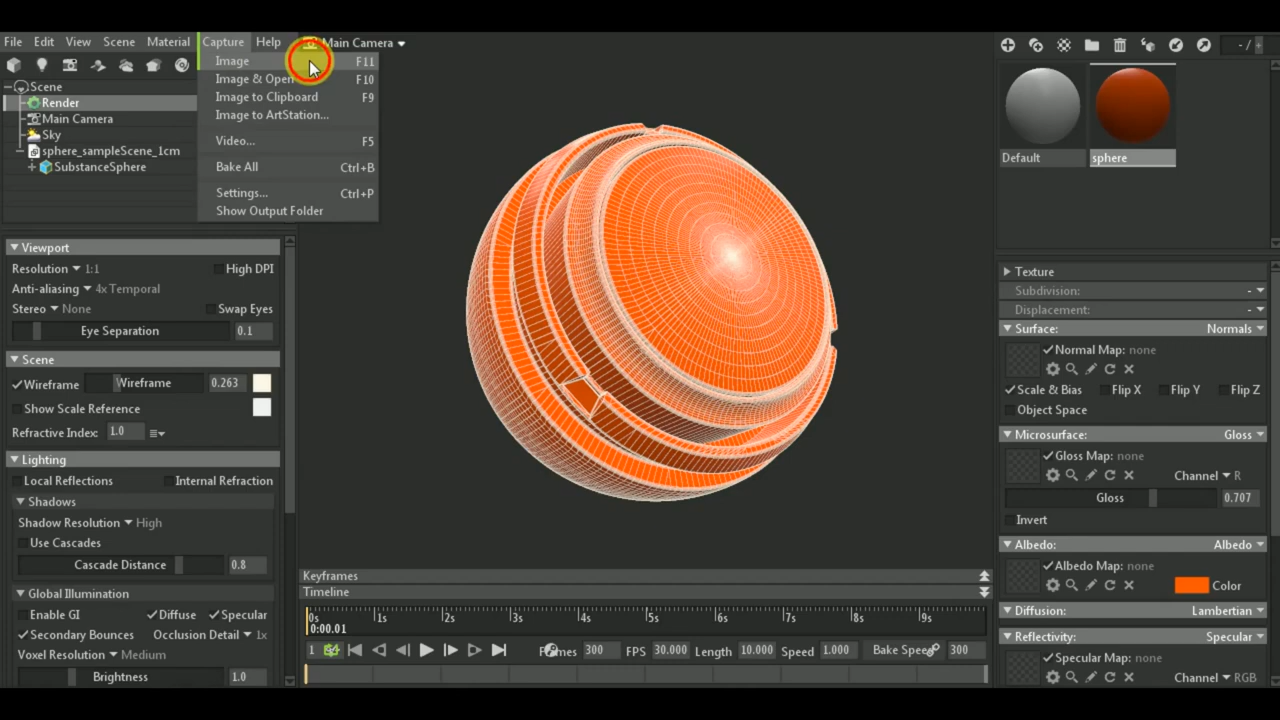 File Edit View Scene Material Capture Help Main Camera
Image F11
Image & Open F10
Image to Clipboard F9
Image to ArtStation...
Video... F5
Bake All Ctrl+B
Settings... Ctrl+P
Show Output Folder
Scene
Render
Main Camera
Sky
sphere_sampleScene_1cm
SubstanceSphere
Viewport
Resolution 1:1 High DPI
Anti-aliasing 4x Temporal
Stereo None Swap Eyes
Eye Separation 0.1
Scene
Wireframe Wireframe 0.263
Show Scale Reference
Refractive Index: 1.0
Lighting
Local Reflections Internal Refraction
Shadows
Shadow Resolution High
Use Cascades
Cascade Distance 0.8
Global Illumination
Enable GI Diffuse Specular
Secondary Bounces Occlusion Detail 1x
Voxel Resolution Medium
Brightness 1.0
Keyframes
Timeline
0s 1s 2s 3s 4s 5s 6s 7s 8s 9s
0:00.01
1 Frames 300 FPS 30.000 Length 10.000 Speed 1.000 Bake Speed 300
- / +
Default sphere
Texture
Subdivision: -
Displacement: -
Surface: Normals
Normal Map: none
Scale & Bias Flip X Flip Y Flip Z
Object Space
Microsurface: Gloss
Gloss Map: none
Channel R
Gloss 0.707
Invert
Albedo: Albedo
Albedo Map: none
Color
Diffusion: Lambertian
Reflectivity: Specular
Specular Map: none
Channel RGB